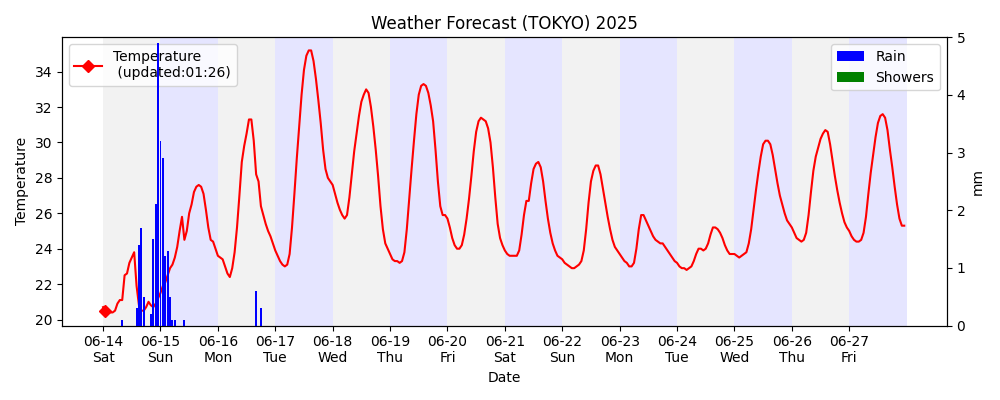 Weather Forecast (TOKYO) 2025
Temperature
(updated:01:26)
Rain
Showers
Temperature
34
32
30
28
26
24
22
20
5
4
3
2
1
0
mm
06-14 06-15 06-16 06-17 06-18 06-19 06-20 06-21 06-22 06-23 06-24 06-25 06-26 06-27
Sat Sun Mon Tue Wed Thu Fri Sat Sun Mon Tue Wed Thu Fri
Date